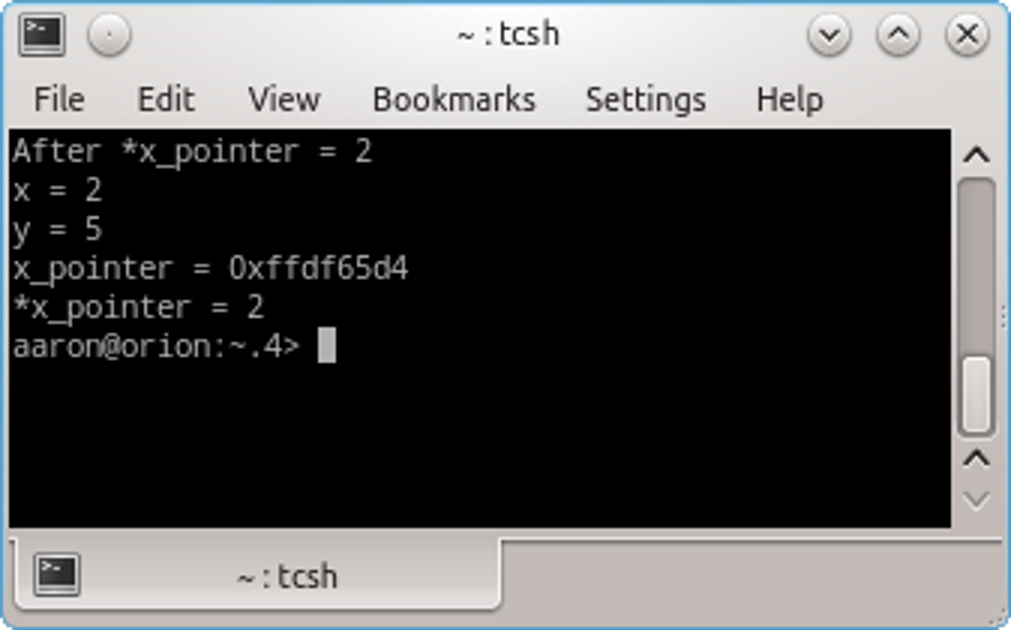 ~ : tcsh
File Edit View Bookmarks Settings Help
After *x_pointer = 2
x = 2
y = 5
x_pointer = 0xffdf65d4
*x_pointer = 2
aaron@orion:~.4>
~ : tcsh